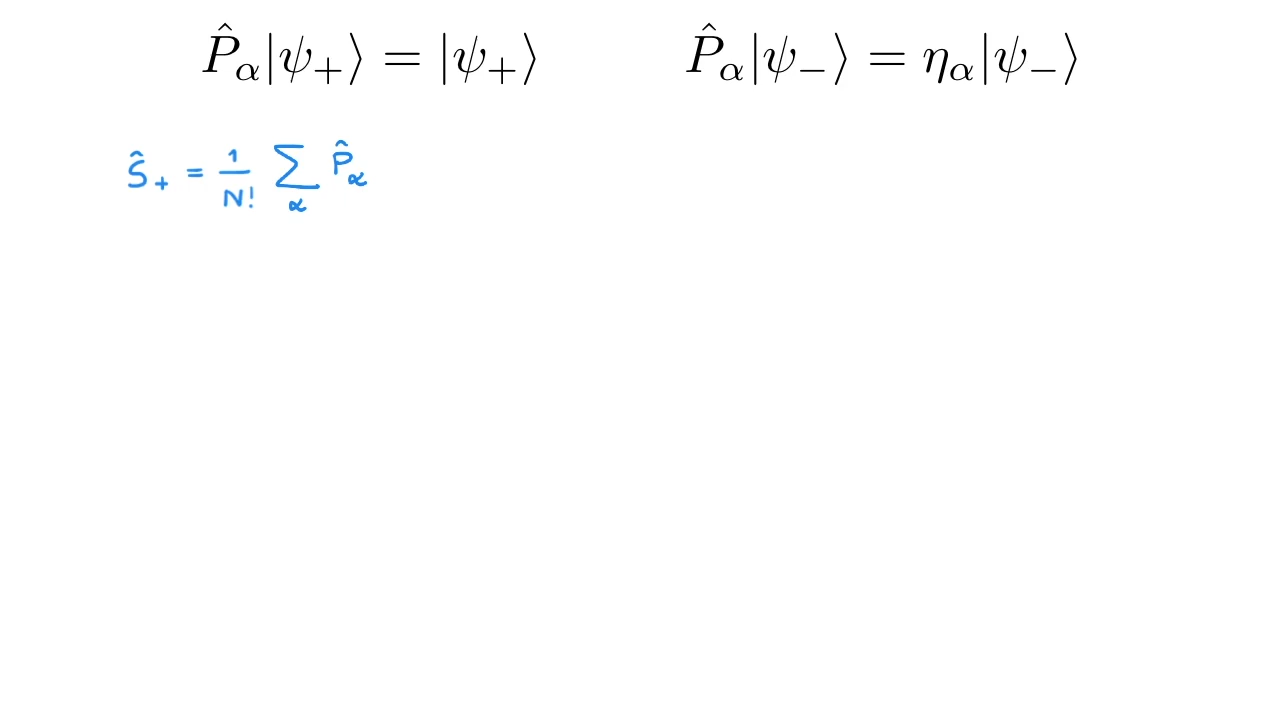 P̂_α|ψ_+⟩ = |ψ_+⟩ P̂_α|ψ_−⟩ = η_α|ψ_−⟩
Ŝ_+ = 1/N! ∑_α P̂_α